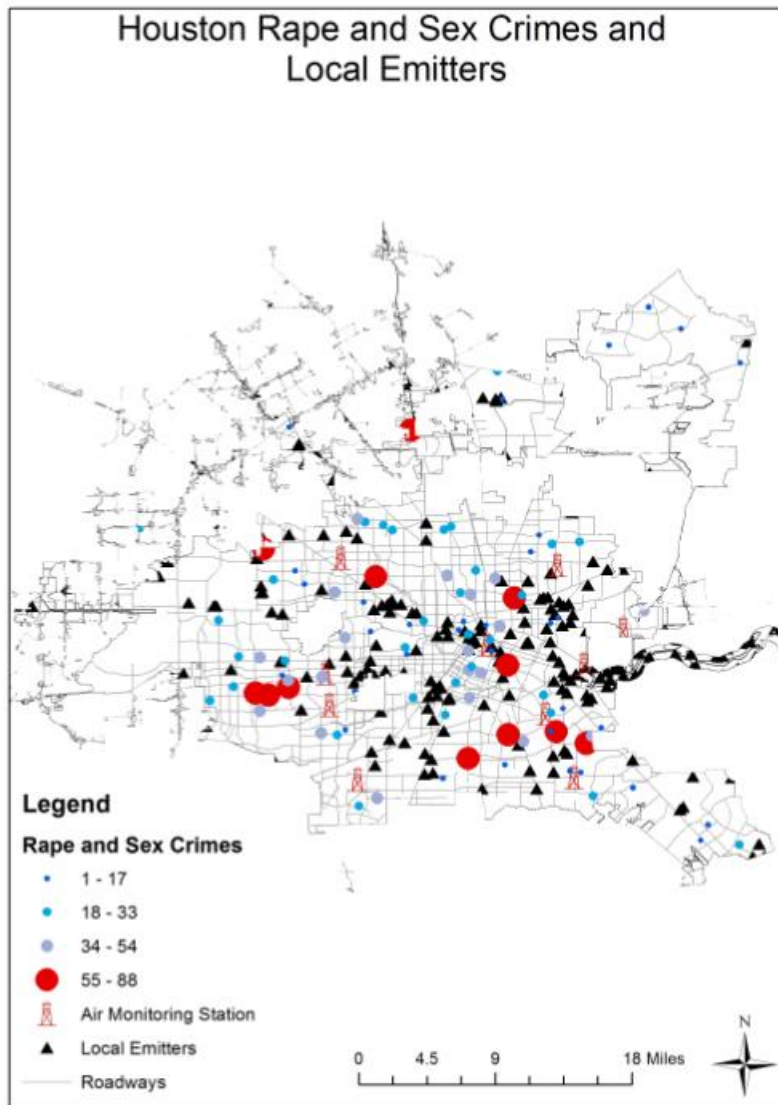 Houston Rape and Sex Crimes and
Local Emitters
Legend
Rape and Sex Crimes
1 - 17
18 - 33
34 - 54
55 - 88
Air Monitoring Station
Local Emitters
Roadways
0 4.5 9 18 Miles
N